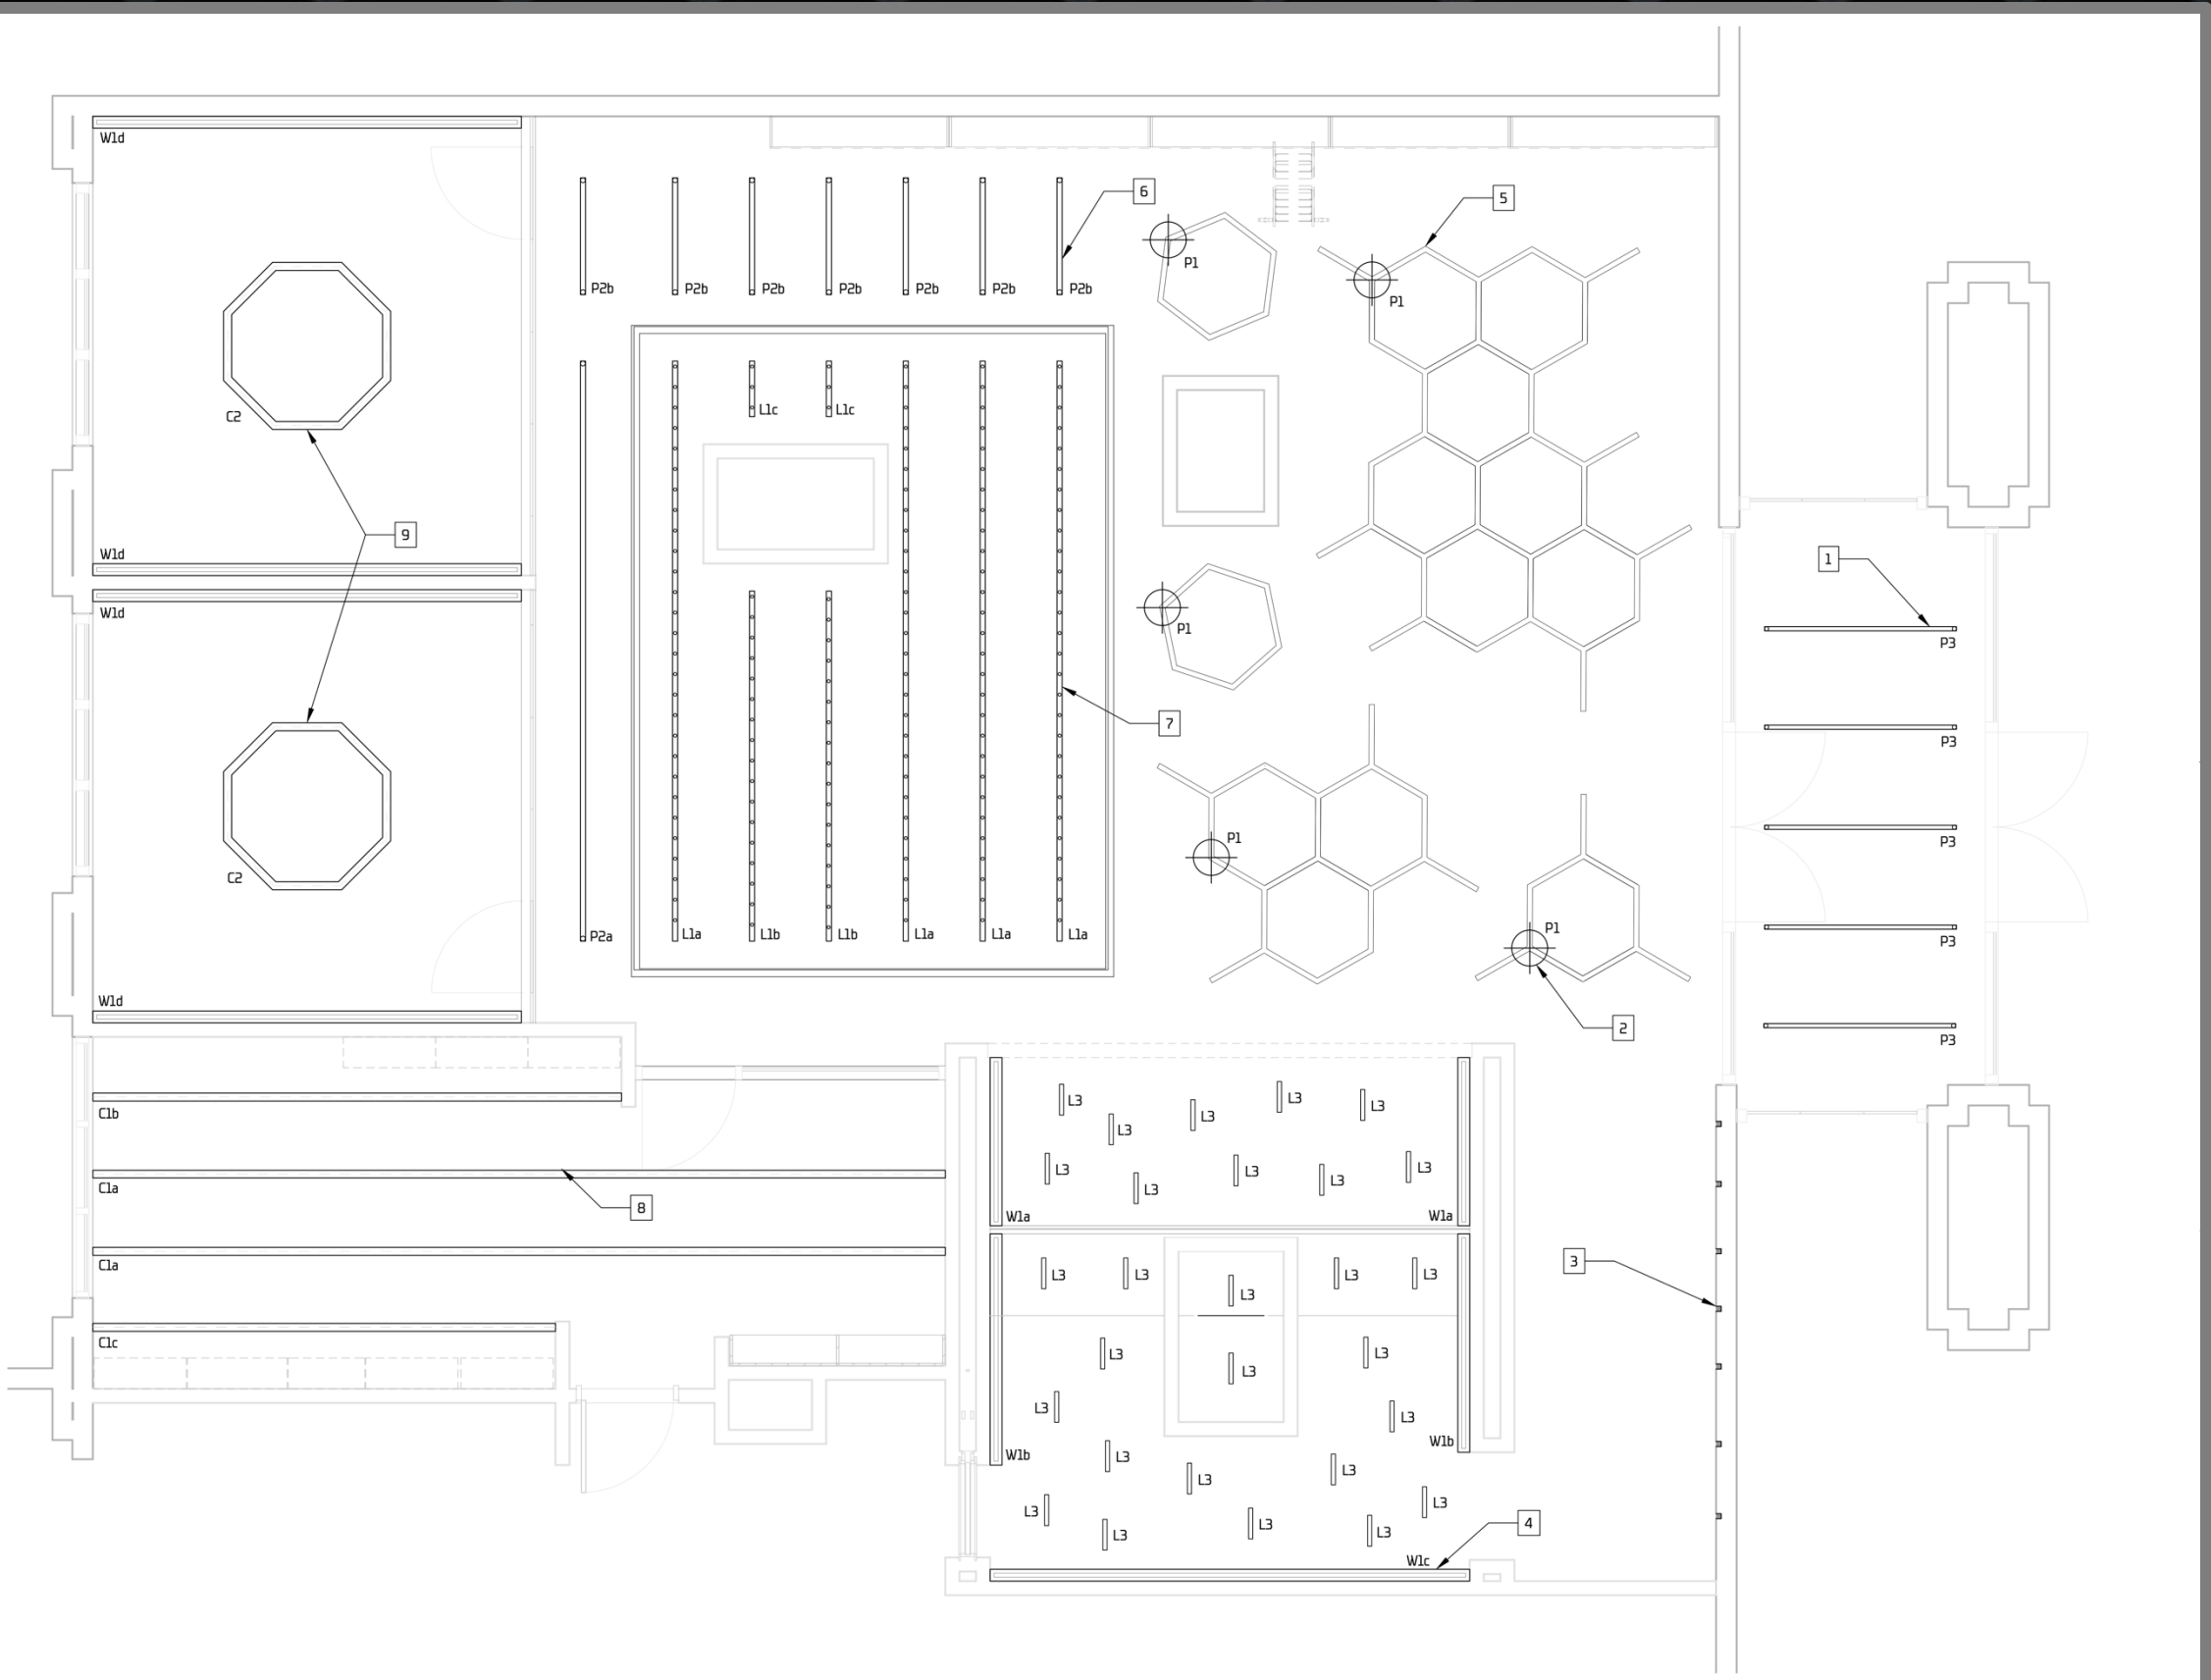 W1d
6
5
P1
P1
P2b P2b P2b P2b P2b P2b P2b
L1c L1c
C2
9
W1d
1
W1d
P1
P3
7
P3
P1
P3
C2
P1
P2a L1a L1b L1b L1a L1a L1a
P3
W1d
2
P3
L3 L3 L3
C1b
L3 L3
L3 L3 L3 L3
C1a
L3
8
W1a W1a
C1a
3
L3 L3 L3 L3
L3
C1c
L3 L3
L3
L3 L3
W1b W1b
L3 L3
L3
L3 L3
L3 L3 L3
4
W1c